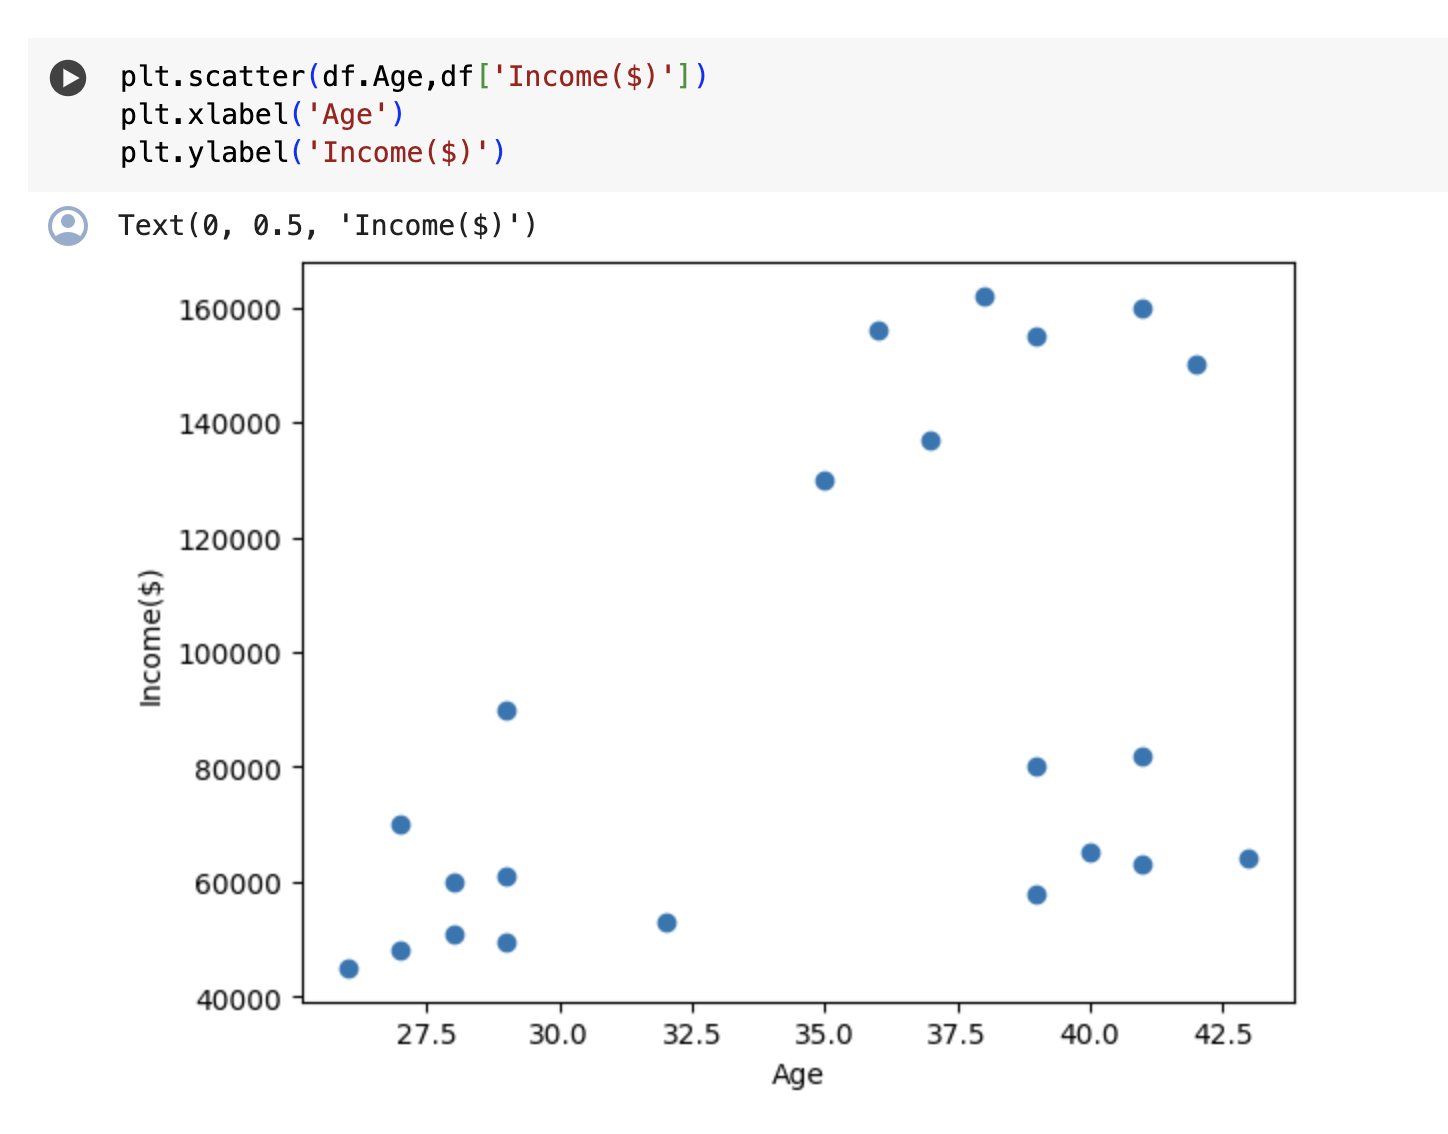 plt.scatter(df.Age,df['Income($)'])
plt.xlabel('Age')
plt.ylabel('Income($)')
Text(0, 0.5, 'Income($)')
160000
140000
120000
100000
80000
60000
40000
Income($)
27.5 30.0 32.5 35.0 37.5 40.0 42.5
Age